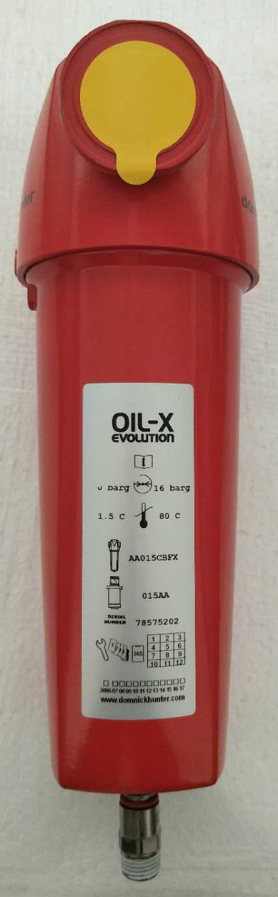 OIL-X
EVOLUTION
0 barg 16 barg
1.5 C 80 C
AA015CBFX
015AA
SERIAL
NUMBER 78575202
365
1 2 3
4 5 6
7 8 9
10 11 12
2006 07 08 09 10 11 12 13 14 15 16 17
www.domnickhunter.com